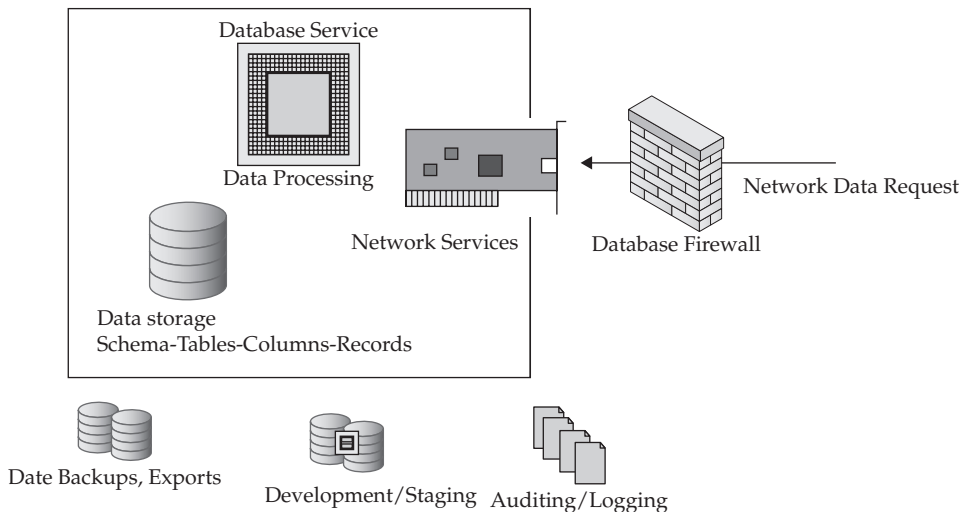 Database Service
Data Processing
Network Services
Network Data Request
Database Firewall
Data storage
Schema-Tables-Columns-Records
Date Backups, Exports
Development/Staging
Auditing/Logging